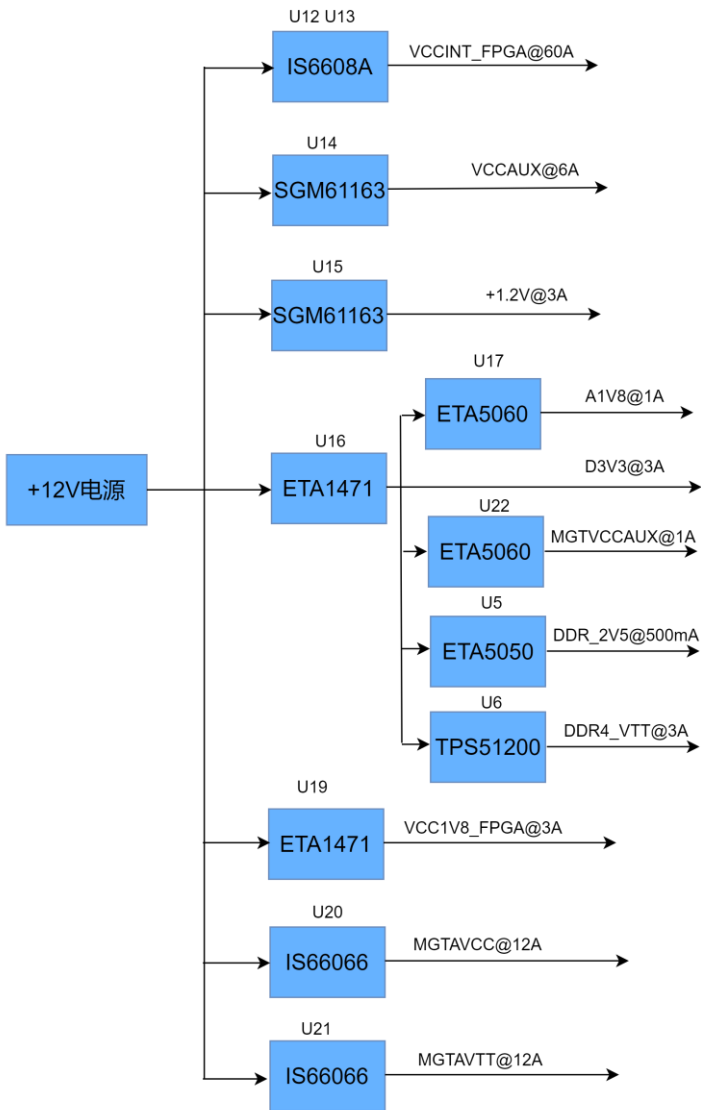 U12 U13
IS6608A
VCCINT_FPGA@60A
U14
SGM61163
VCCAUX@6A
U15
SGM61163
+1.2V@3A
U17
ETA5060
A1V8@1A
+12V电源
U16
ETA1471
D3V3@3A
U22
ETA5060
MGTVCCAUX@1A
U5
ETA5050
DDR_2V5@500mA
U6
TPS51200
DDR4_VTT@3A
U19
ETA1471
VCC1V8_FPGA@3A
U20
IS66066
MGTAVCC@12A
U21
IS66066
MGTAVTT@12A